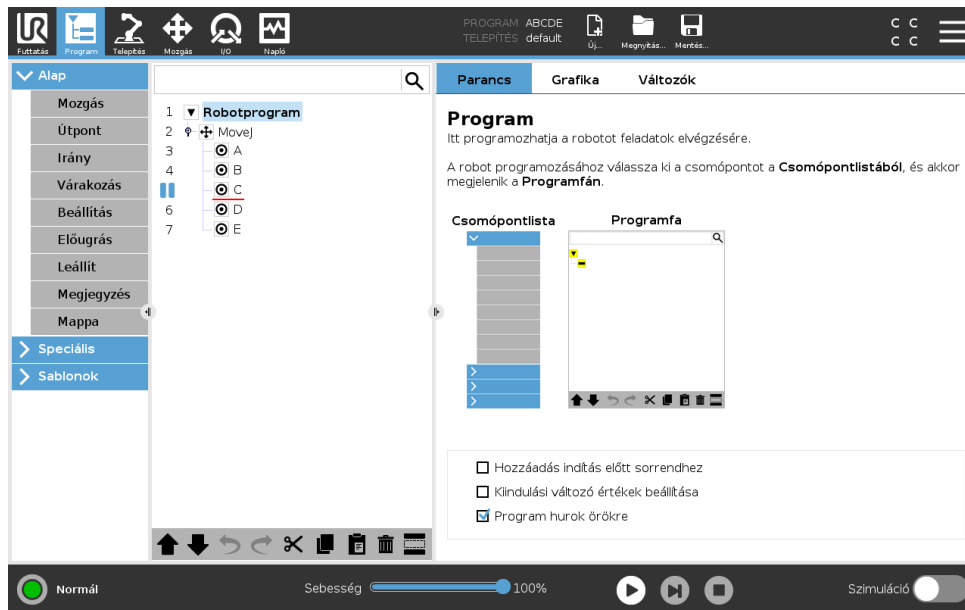 PROGRAM ABCDE
TELEPÍTÉS default
Futtatás Program Telepítés Mozgás I/O Napló Új... Megnyitás... Mentés...
C C
C C
Alap
Mozgás
Útpont
Irány
Várakozás
Beállítás
Előugrás
Leállít
Megjegyzés
Mappa
Speciális
Sablonok
1 Robotprogram
2 MoveJ
3 A
4 B
C
6 D
7 E
Parancs Grafika Változók
Program
Itt programozhatja a robotot feladatok elvégzésére.
A robot programozásához válassza ki a csomópontot a Csomópontlistából, és akkor
megjelenik a Programfán.
Csomópontlista Programfa
Hozzáadás indítás előtt sorrendhez
Kiindulási változó értékek beállítása
Program hurok örökre
Normál Sebesség 100% Szimuláció